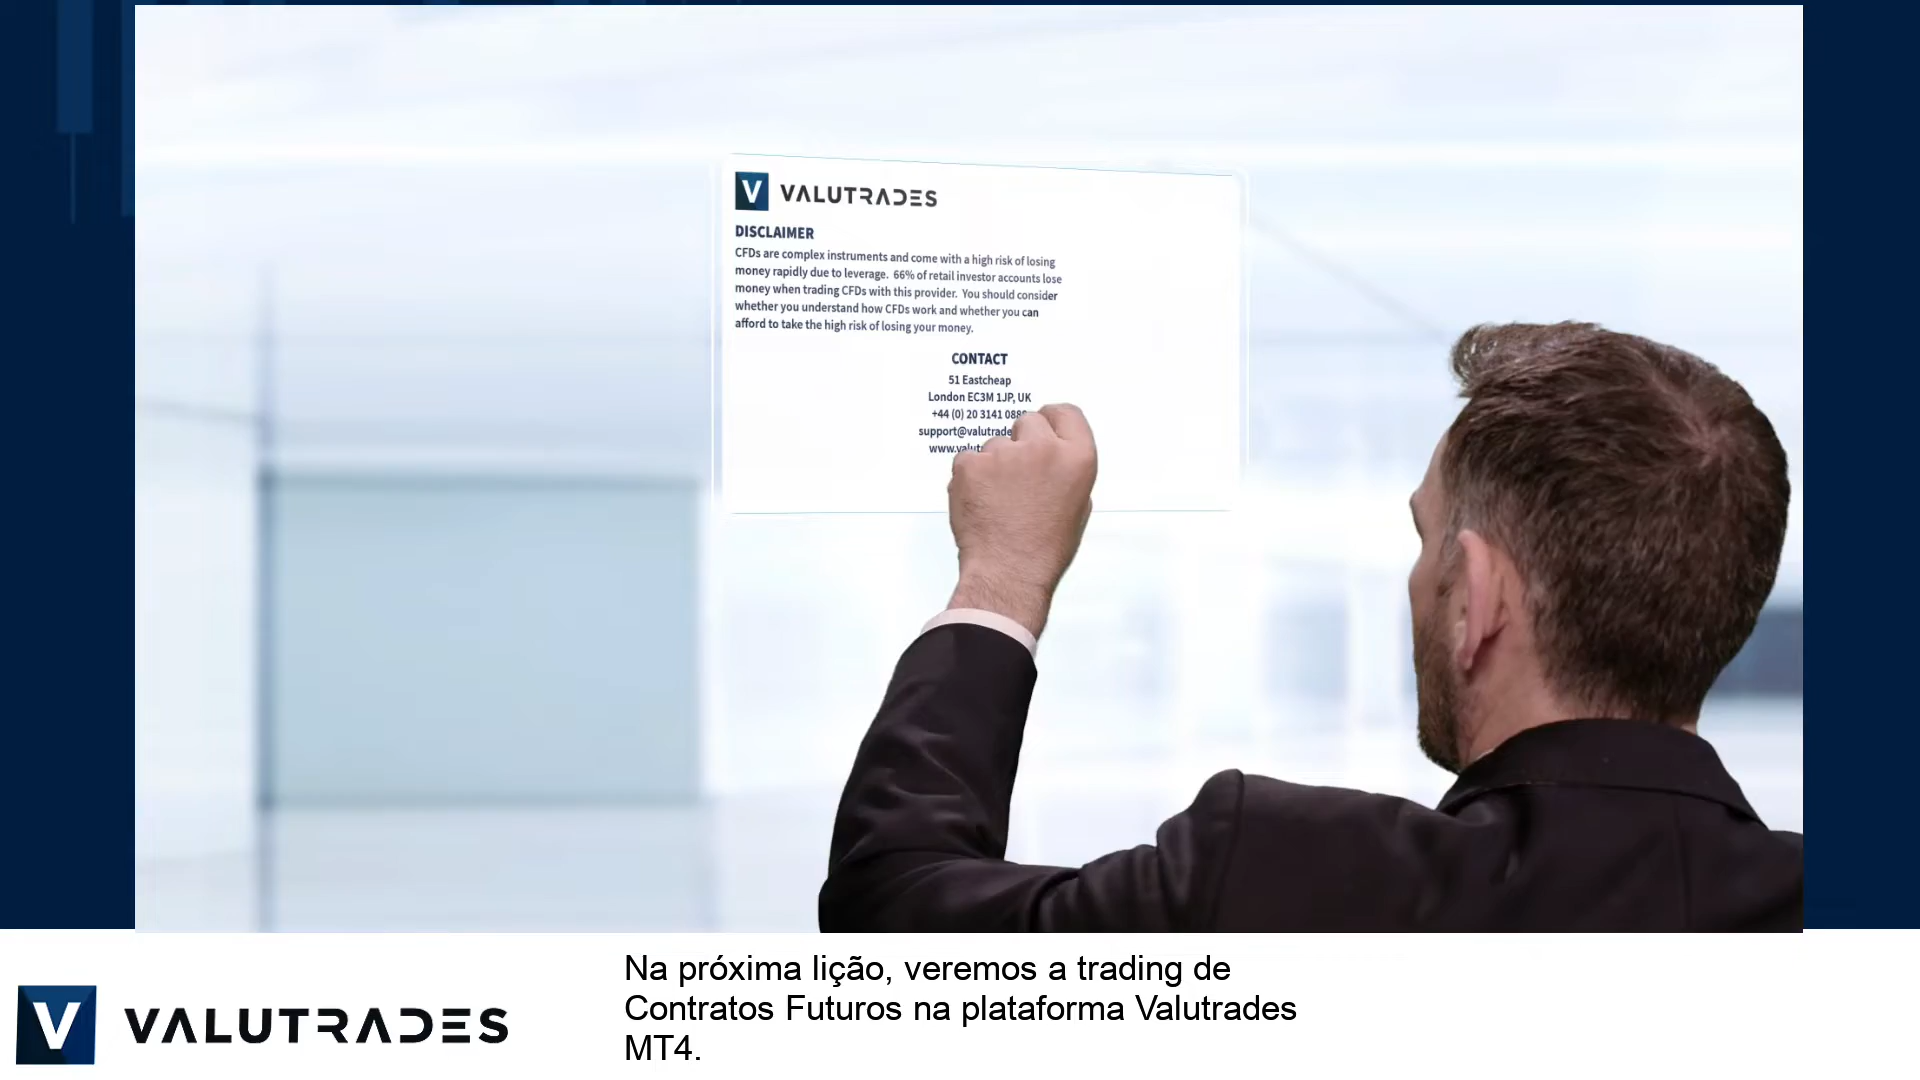 VALUTRADES
DISCLAIMER
CFDs are complex instruments and come with a high risk of losing
money rapidly due to leverage. 66% of retail investor accounts lose
money when trading CFDs with this provider. You should consider
whether you understand how CFDs work and whether you can
afford to take the high risk of losing your money.
CONTACT
51 Eastcheap
London EC3M 1JP, UK
+44 (0) 20 3141
V VALUTRADES
Na próxima lição, veremos a trading de
Contratos Futuros na plataforma Valutrades
MT4.